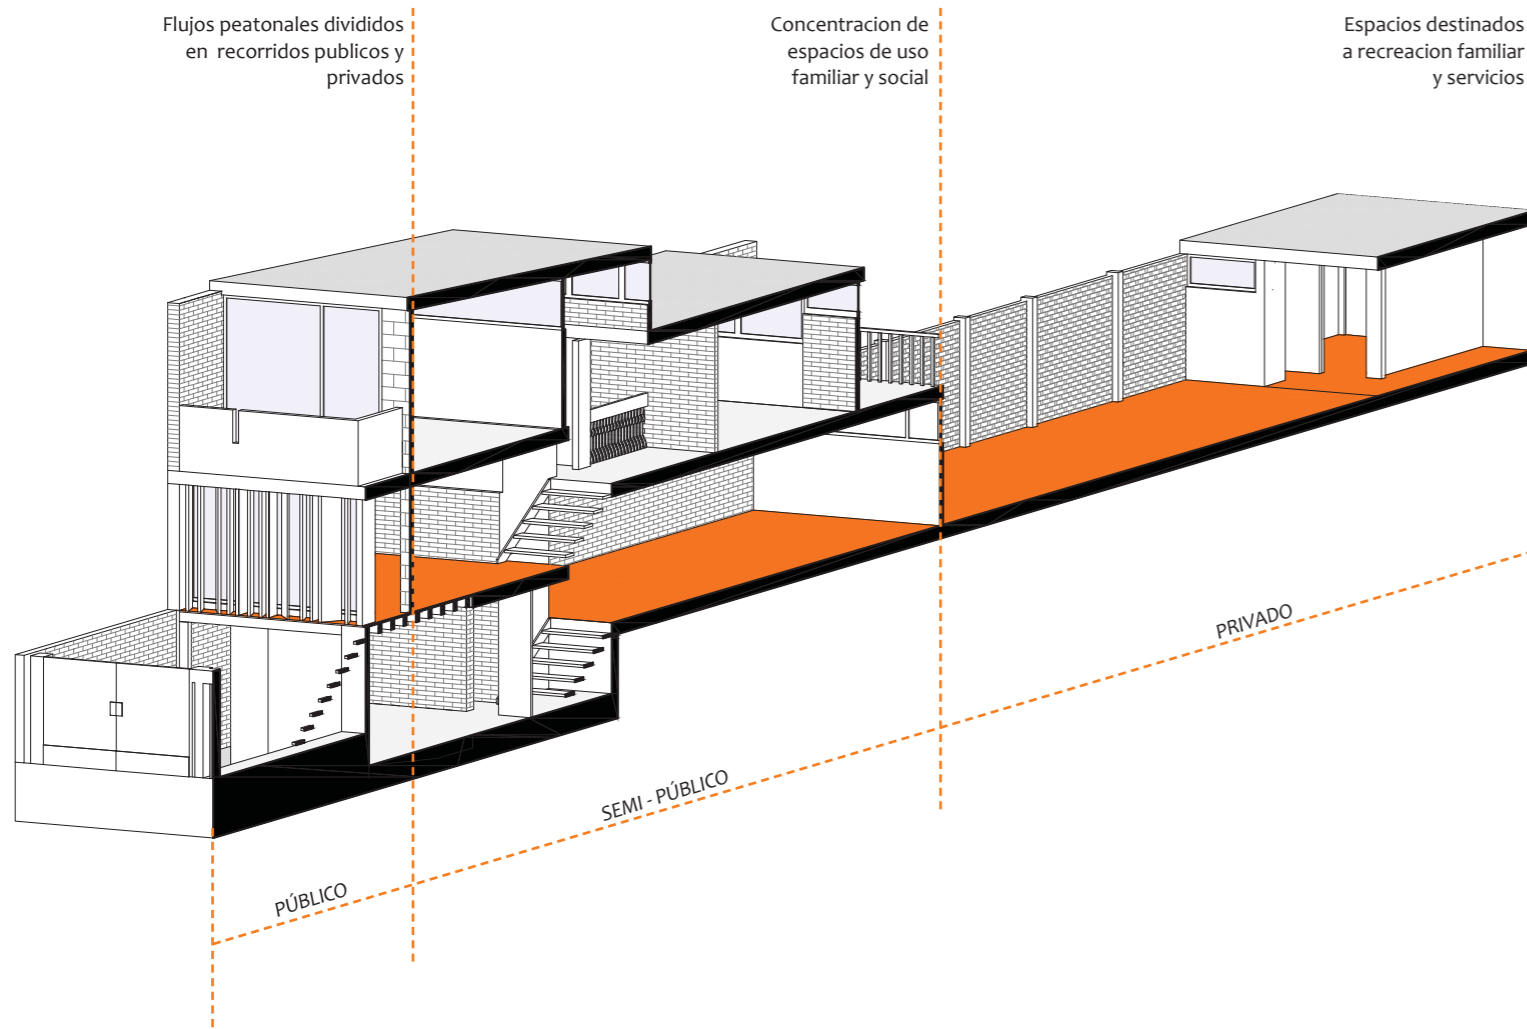 Flujos peatonales divididos
en recorridos publicos y
privados
Concentracion de
espacios de uso
familiar y social
Espacios destinados
a recreacion familiar
y servicios
PRIVADO
SEMI - PÚBLICO
PÚBLICO